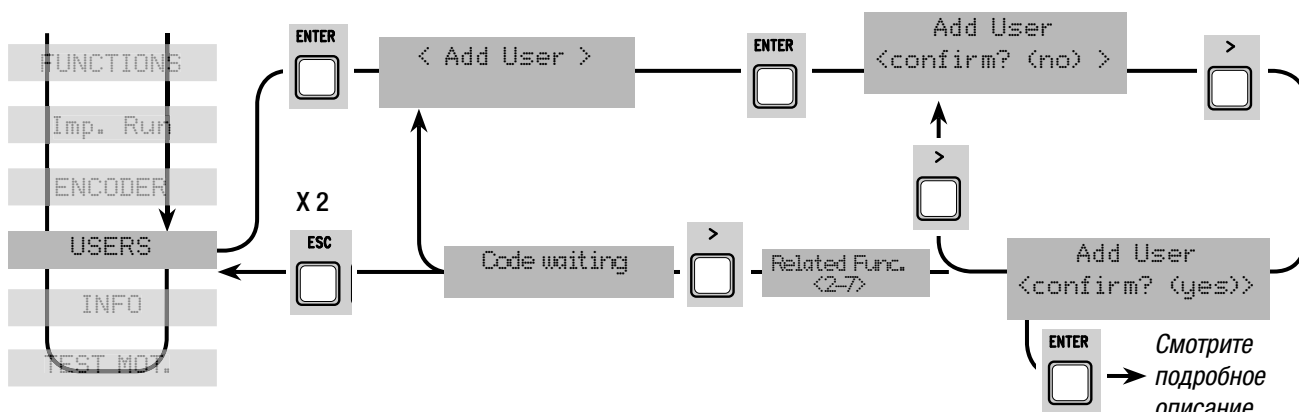 FUNCTIONS
Imp. Run
ENCODER
USERS
INFO
TEST MOT.
ENTER
< Add User >
ENTER
Add User
<confirm? (no) >
>
X 2
ESC
Code waiting
>
Related Func.
<2-7>
>
Add User
<confirm? (yes)>
ENTER
Смотрите
подробное
описание